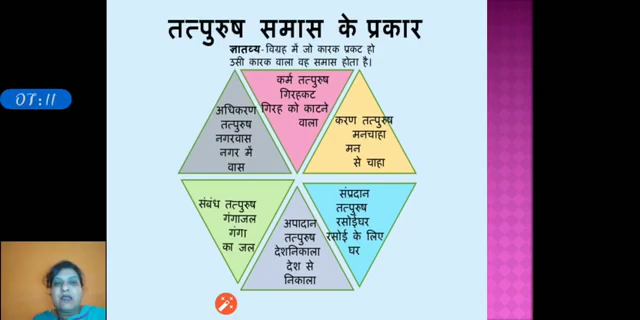 तत्पुरुष समास के प्रकार
ज्ञातव्य-विग्रह में जो कारक प्रकट हो
उसी कारक वाला वह समास होता है।
07:11
कर्म तत्पुरुष
गिरहकट
गिरह को काटने
वाला
अधिकरण
तत्पुरुष
नगरवास
नगर में
वास
करण तत्पुरुष
मनचाहा
मन
से चाहा
संबंध तत्पुरुष
गंगाजल
गंगा
का जल
अपादान
तत्पुरुष
देशनिकाला
देश से
निकाला
संप्रदान
तत्पुरुष
रसोईघर
रसोई के लिए
घर